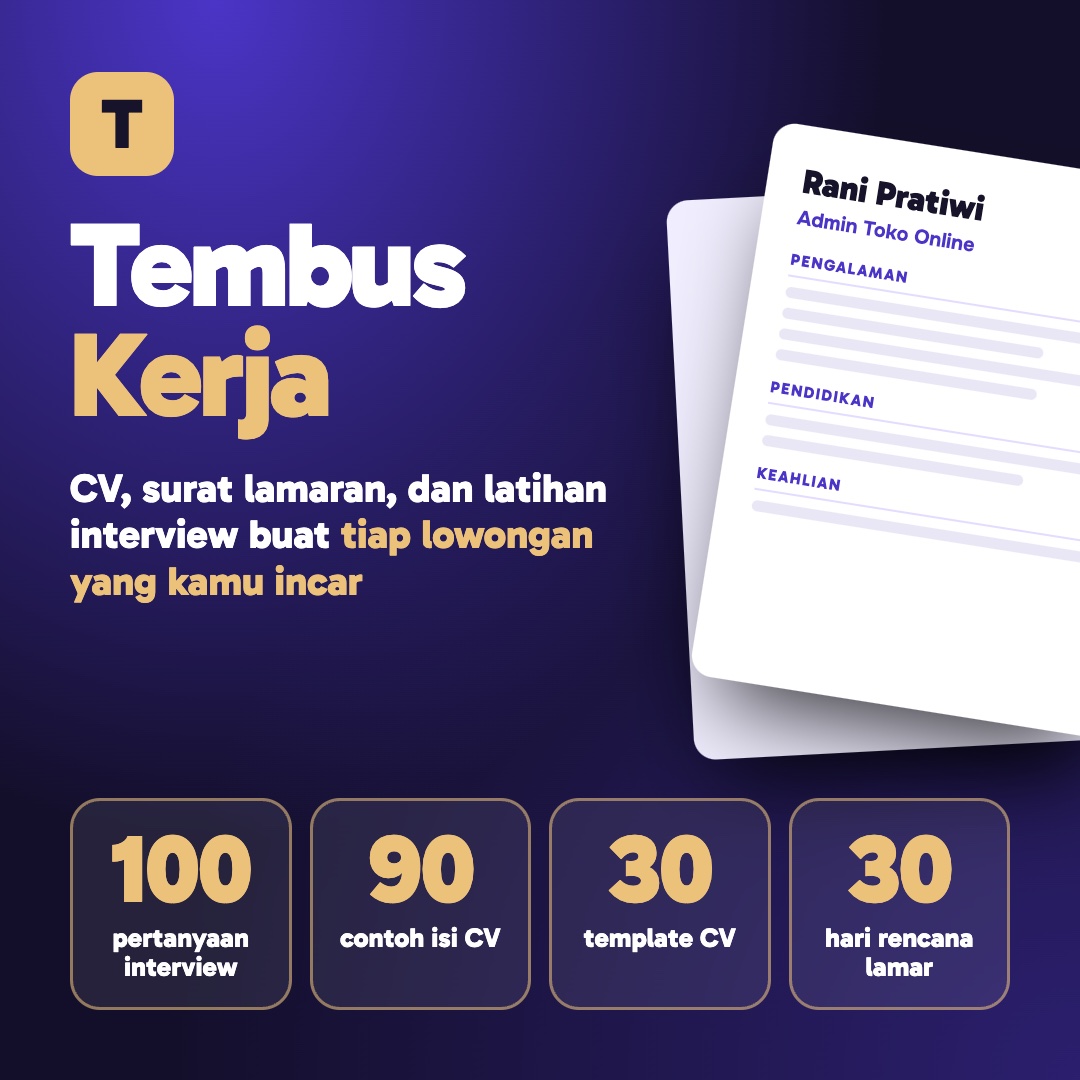 T
Tembus
Kerja
CV, surat lamaran, dan latihan
interview buat tiap lowongan
yang kamu incar
Rani Pratiwi
Admin Toko Online
PENGALAMAN
PENDIDIKAN
KEAHLIAN
100
pertanyaan
interview
90
contoh isi CV
30
template CV
30
hari rencana
lamar